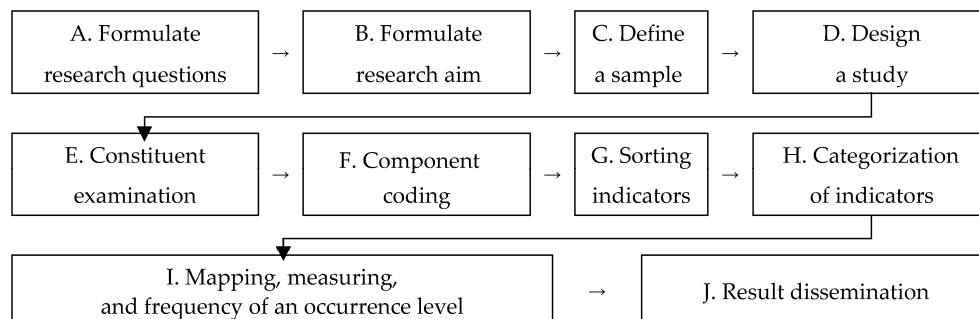 A. Formulate
research questions
→
B. Formulate
research aim
→
C. Define
a sample
→
D. Design
a study
E. Constituent
examination
→
F. Component
coding
→
G. Sorting
indicators
→
H. Categorization
of indicators
I. Mapping, measuring,
and frequency of an occurrence level
→
J. Result dissemination